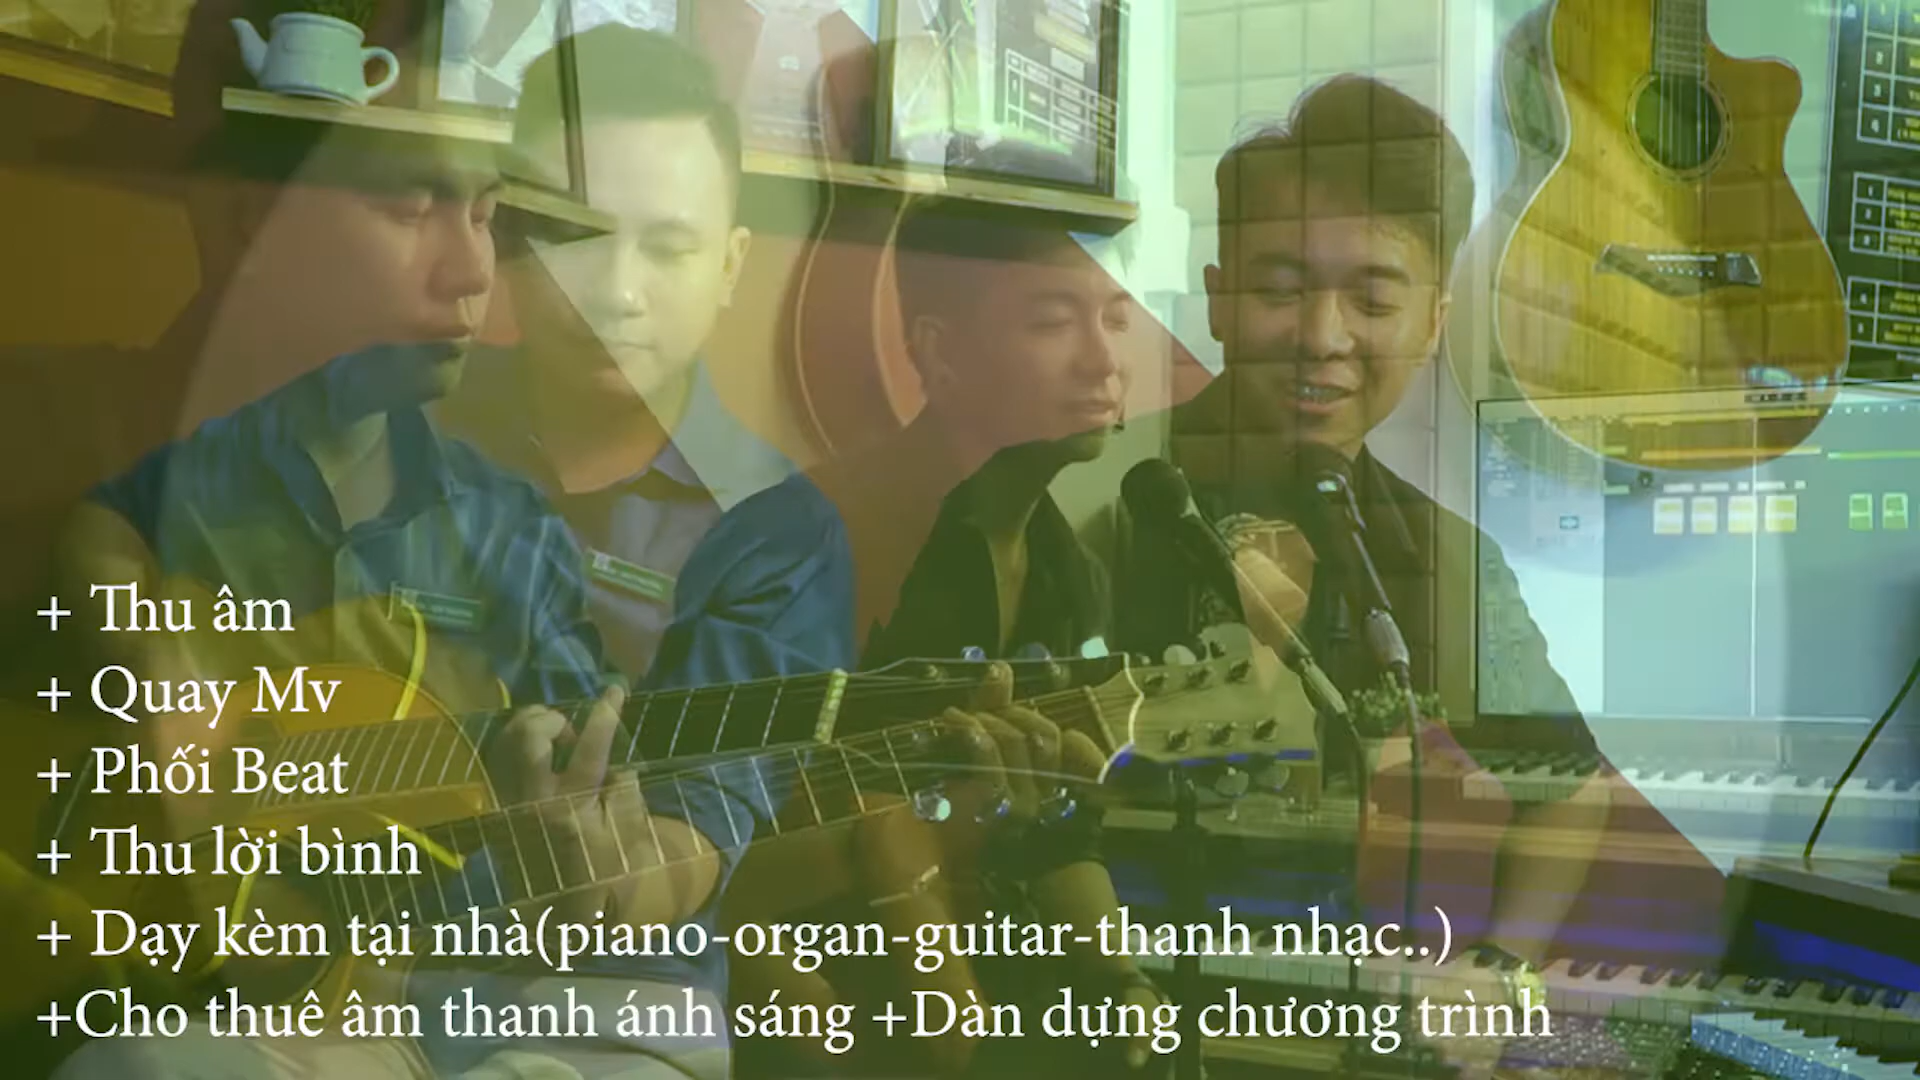 + Thu âm
+ Quay Mv
+ Phối Beat
+ Thu lời bình
+ Dạy kèm tại nhà(piano-organ-guitar-thanh nhạc..)
+Cho thuê âm thanh ánh sáng +Dàn dựng chương trình